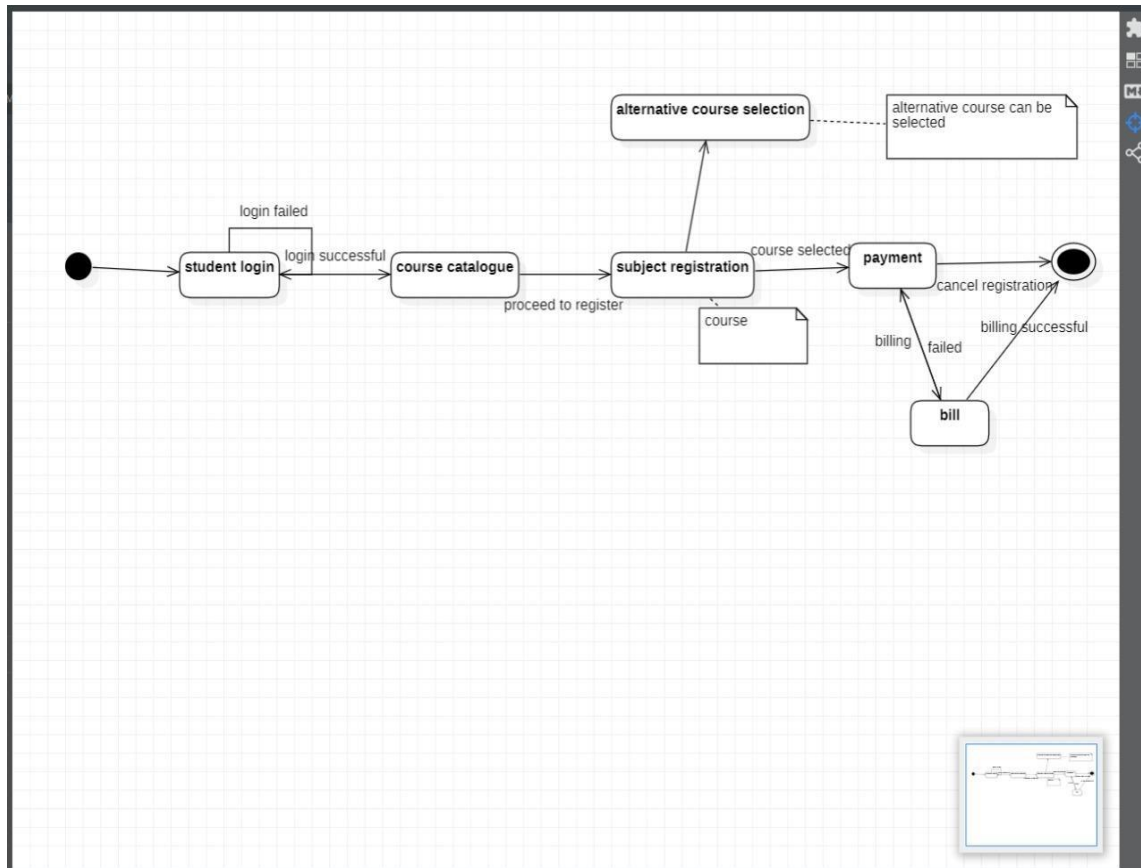 alternative course selection
alternative course can be
selected
login failed
login successful
student login
course catalogue
proceed to register
subject registration
course
course selected
payment
cancel registration
billing
failed
billing successful
bill